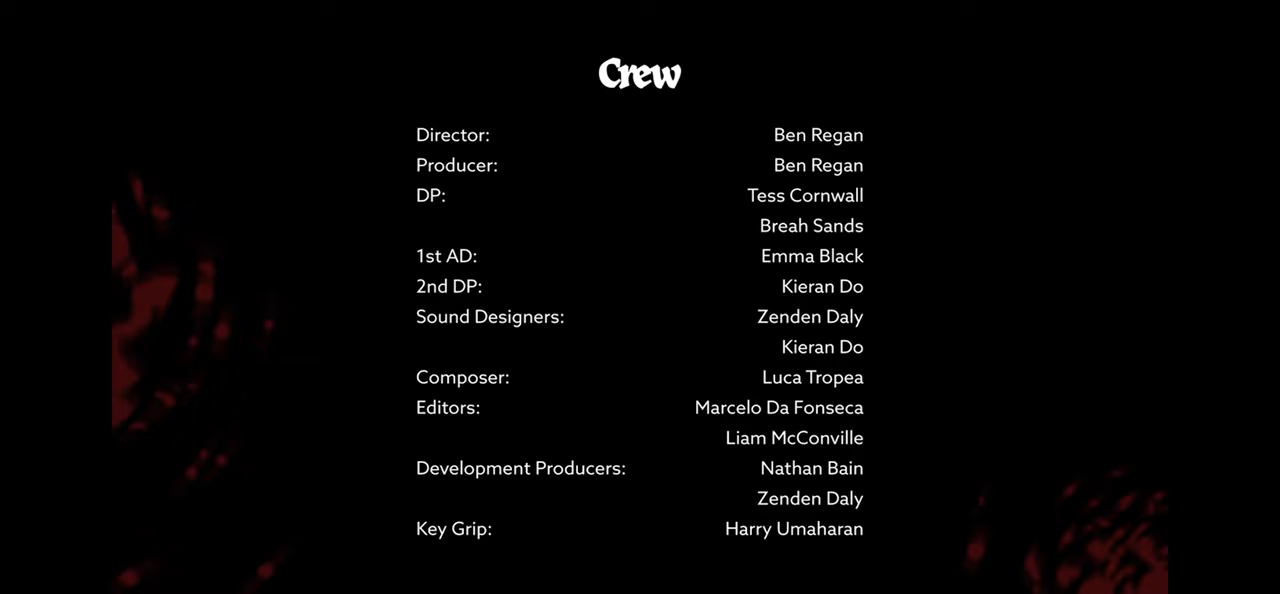 Crew
Director: Ben Regan
Producer: Ben Regan
DP: Tess Cornwall
Breah Sands
1st AD: Emma Black
2nd DP: Kieran Do
Sound Designers: Zenden Daly
Kieran Do
Composer: Luca Tropea
Editors: Marcelo Da Fonseca
Liam McConville
Development Producers: Nathan Bain
Zenden Daly
Key Grip: Harry Umaharan